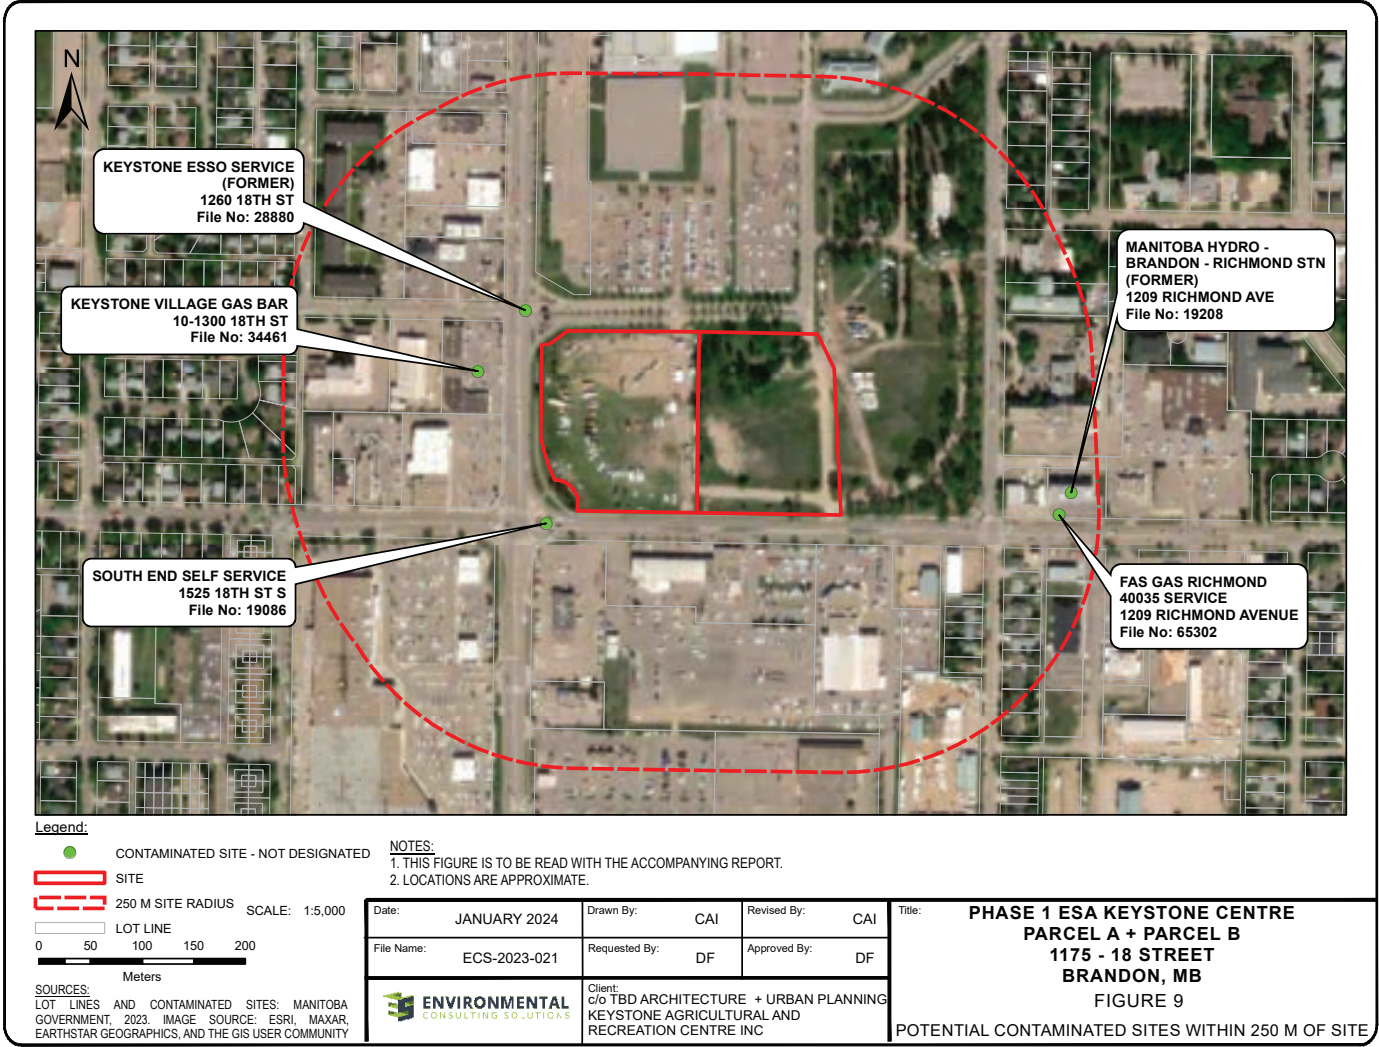 N
KEYSTONE ESSO SERVICE
(FORMER)
1260 18TH ST
File No: 28880
KEYSTONE VILLAGE GAS BAR
10-1300 18TH ST
File No: 34461
MANITOBA HYDRO -
BRANDON - RICHMOND STN
(FORMER)
1209 RICHMOND AVE
File No: 19208
SOUTH END SELF SERVICE
1525 18TH ST S
File No: 19086
FAS GAS RICHMOND
40035 SERVICE
1209 RICHMOND AVENUE
File No: 65302
Legend:
CONTAMINATED SITE - NOT DESIGNATED
SITE
250 M SITE RADIUS
SCALE: 1:5,000
LOT LINE
0 50 100 150 200
Meters
SOURCES:
LOT LINES AND CONTAMINATED SITES: MANITOBA
GOVERNMENT, 2023. IMAGE SOURCE: ESRI, MAXAR,
EARTHSTAR GEOGRAPHICS, AND THE GIS USER COMMUNITY
NOTES:
1. THIS FIGURE IS TO BE READ WITH THE ACCOMPANYING REPORT.
2. LOCATIONS ARE APPROXIMATE.
Date: JANUARY 2024
Drawn By: CAI
Revised By: CAI
File Name: ECS-2023-021
Requested By: DF
Approved By: DF
ENVIRONMENTAL
CONSULTING SOLUTIONS
Client:
c/o TBD ARCHITECTURE + URBAN PLANNING
KEYSTONE AGRICULTURAL AND
RECREATION CENTRE INC
Title: PHASE 1 ESA KEYSTONE CENTRE
PARCEL A + PARCEL B
1175 - 18 STREET
BRANDON, MB
FIGURE 9
POTENTIAL CONTAMINATED SITES WITHIN 250 M OF SITE